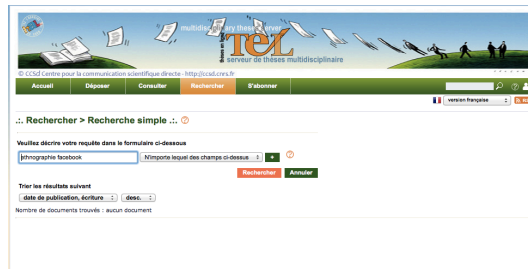 multidisciplinary theses server
TEL
thèses en ligne
serveur de thèses multidisciplinaire
© CCSd Centre pour la communication scientifique directe - http://ccsd.cnrs.fr
Accueil Déposer Consulter Rechercher S'abonner
version française
.:. Rechercher > Recherche simple .:.
Veuillez décrire votre requête dans le formulaire ci-dessous
ethnographie facebook N'importe lequel des champs ci-dessus +
Rechercher Annuler
Trier les résultats suivant
date de publication, écriture desc.
Nombre de documents trouvés : aucun document